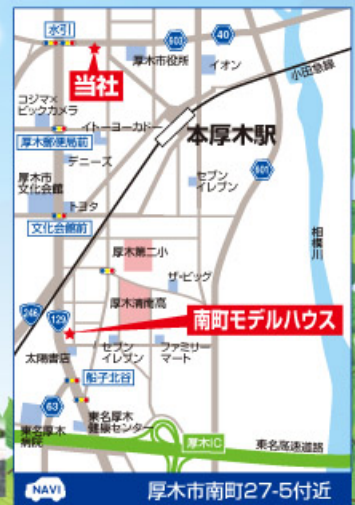 水引
当社
厚木市役所
603
40
イオン
小田急線
コジマ×
ビックカメラ
イトーヨーカドー
本厚木駅
厚木郵便局前
デニーズ
厚木市
文化会館
セブン
イレブン
601
トヨタ
文化会館前
相模川
厚木第二小
ザ・ビッグ
厚木清南高
246
129
南町モデルハウス
太陽書店
セブン
イレブン
ファミリー
マート
船子北谷
63
東名厚木
病院
東名厚木
健康センター
厚木IC
東名高速道路
NAVI
厚木市南町27-5付近